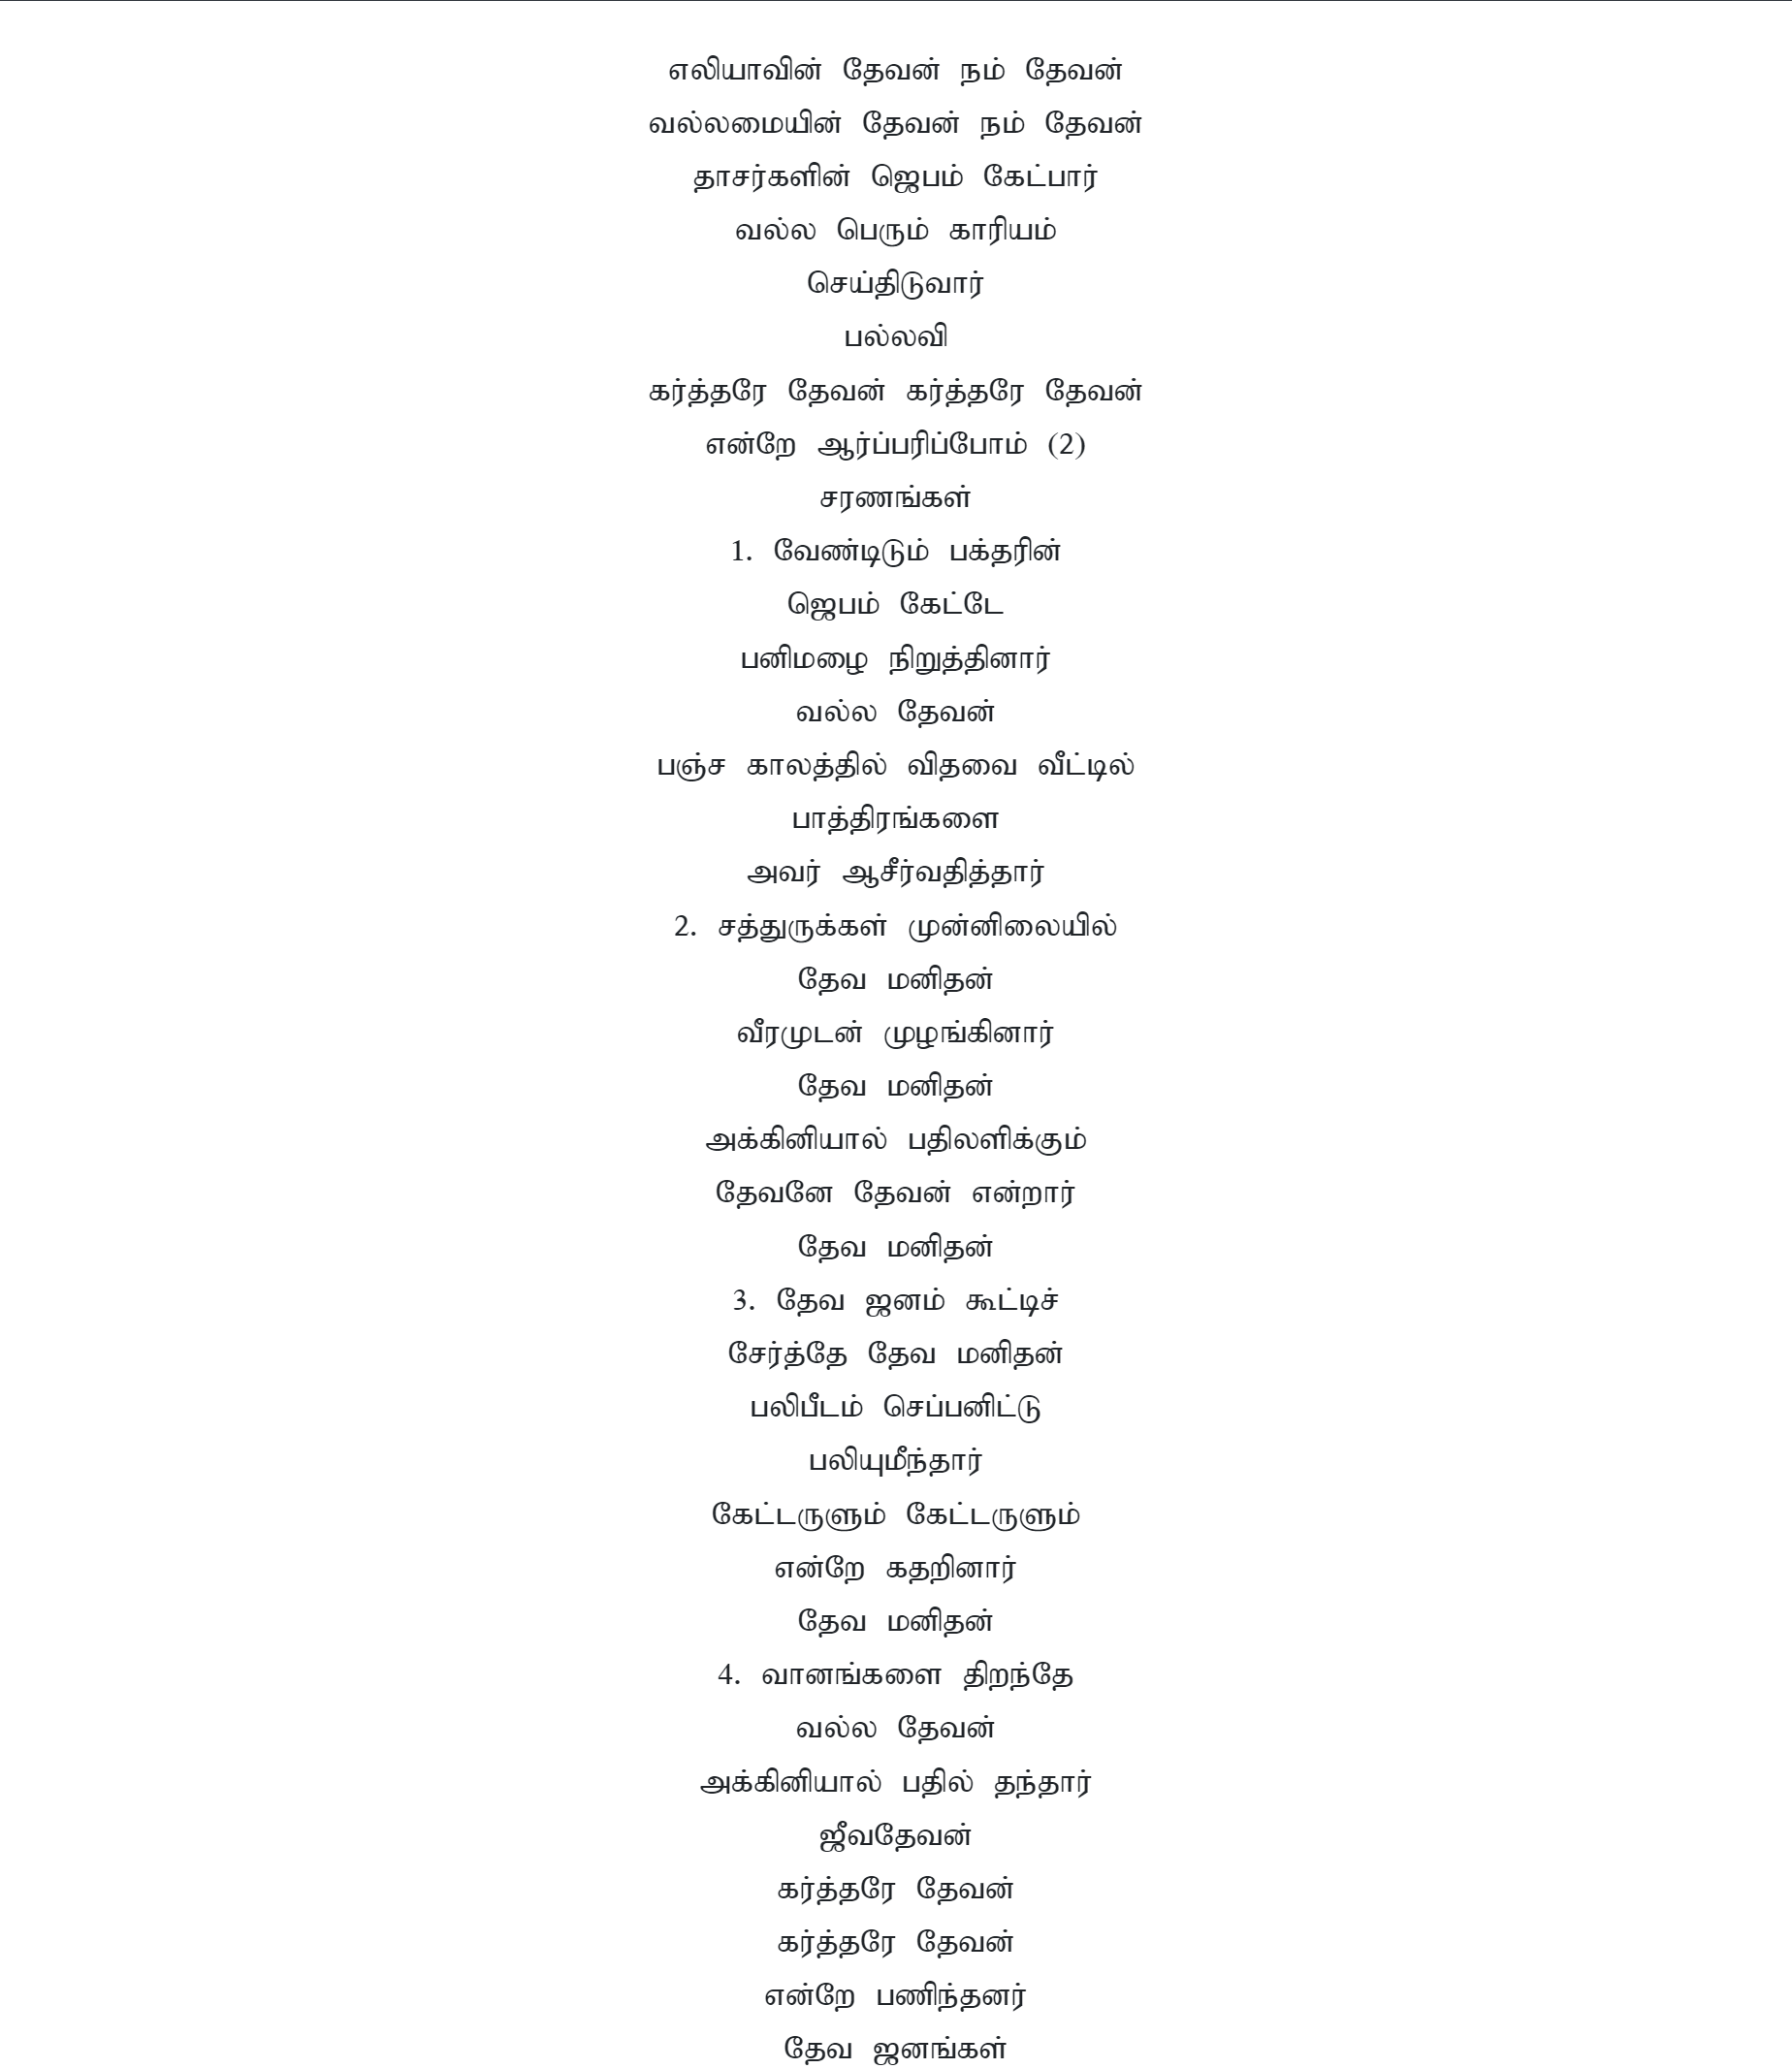 எலியாவின் தேவன் நம் தேவன்
வல்லமையின் தேவன் நம் தேவன்
தாசர்களின் ஜெபம் கேட்பார்
வல்ல பெரும் காரியம்
செய்திடுவார்
பல்லவி
கர்த்தரே தேவன் கர்த்தரே தேவன்
என்றே ஆர்ப்பரிப்போம் (2)
சரணங்கள்
1. வேண்டிடும் பக்தரின்
ஜெபம் கேட்டே
பனிமழை நிறுத்தினார்
வல்ல தேவன்
பஞ்ச காலத்தில் விதவை வீட்டில்
பாத்திரங்களை
அவர் ஆசீர்வதித்தார்
2. சத்துருக்கள் முன்னிலையில்
தேவ மனிதன்
வீரமுடன் முழங்கினார்
தேவ மனிதன்
அக்கினியால் பதிலளிக்கும்
தேவனே தேவன் என்றார்
தேவ மனிதன்
3. தேவ ஜனம் கூட்டிச்
சேர்த்தே தேவ மனிதன்
பலிபீடம் செப்பனிட்டு
பலியுமீந்தார்
கேட்டருளும் கேட்டருளும்
என்றே கதறினார்
தேவ மனிதன்
4. வானங்களை திறந்தே
வல்ல தேவன்
அக்கினியால் பதில் தந்தார்
ஜீவதேவன்
கர்த்தரே தேவன்
கர்த்தரே தேவன்
என்றே பணிந்தனர்
தேவ ஜனங்கள்